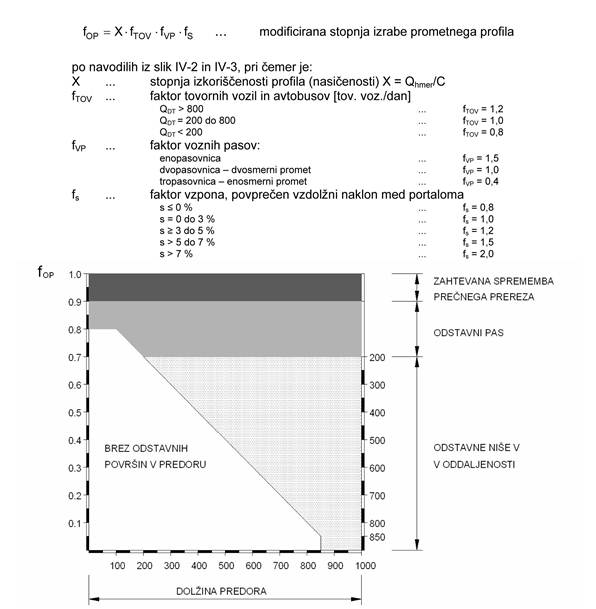 f_OP = X · f_TOV · f_VP · f_S ... modificirana stopnja izrabe prometnega profila
po navodilih iz slik IV-2 in IV-3, pri čemer je:
X ... stopnja izkoriščenosti profila (nasičenosti) X = Q_hmer/C
f_TOV ... faktor tovornih vozil in avtobusov [tov. voz./dan]
Q_DT > 800 ... f_TOV = 1,2
Q_DT = 200 do 800 ... f_TOV = 1,0
Q_DT < 200 ... f_TOV = 0,8
f_VP ... faktor voznih pasov:
enopasovnica ... f_VP = 1,5
dvopasovnica – dvosmerni promet ... f_VP = 1,0
tropasovnica – enosmerni promet ... f_VP = 0,4
f_s ... faktor vzpona, povprečen vzdolžni naklon med portaloma
s ≤ 0 % ... f_s = 0,8
s = 0 do 3 % ... f_s = 1,0
s ≥ 3 do 5 % ... f_s = 1,2
s > 5 do 7 % ... f_s = 1,5
s > 7 % ... f_s = 2,0
f_OP
1.0
0.9
0.8
0.7
0.6
0.5
0.4
0.3
0.2
0.1
200
300
400
500
600
700
800
850
ZAHTEVANA SPREMEMBA
PREČNEGA PREREZA
ODSTAVNI PAS
ODSTAVNE NIŠE V
V ODDALJENOSTI
BREZ ODSTAVNIH
POVRŠIN V PREDORU
100 200 300 400 500 600 700 800 900 1000
DOLŽINA PREDORA